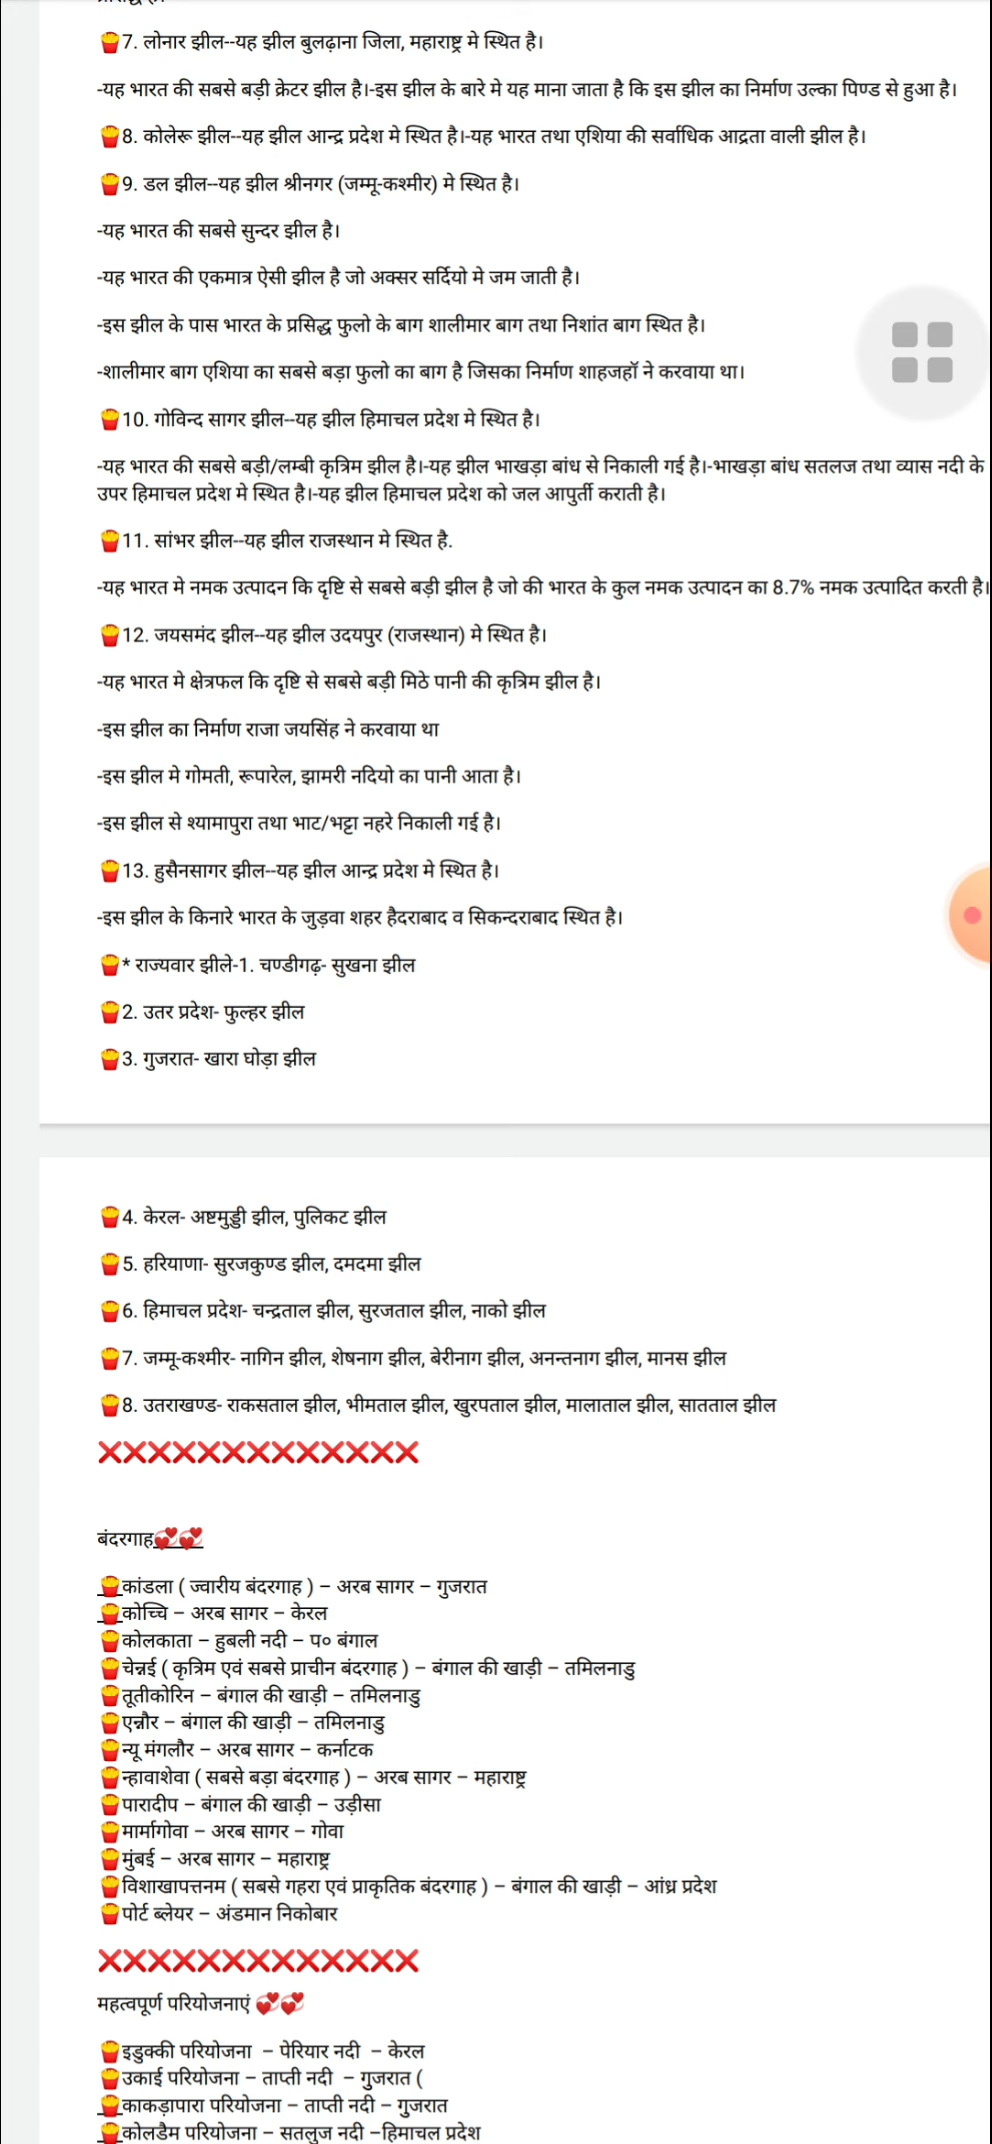 7. लोनार झील--यह झील बुलढ़ाना जिला, महाराष्ट्र मे स्थित है।
-यह भारत की सबसे बड़ी क्रेटर झील है।-इस झील के बारे मे यह माना जाता है कि इस झील का निर्माण उल्का पिण्ड से हुआ है।
8. कोलेरू झील--यह झील आन्द्र प्रदेश मे स्थित है।-यह भारत तथा एशिया की सर्वाधिक आद्रता वाली झील है।
9. डल झील--यह झील श्रीनगर (जम्मू-कश्मीर) मे स्थित है।
-यह भारत की सबसे सुन्दर झील है।
-यह भारत की एकमात्र ऐसी झील है जो अक्सर सर्दियो मे जम जाती है।
-इस झील के पास भारत के प्रसिद्ध फुलो के बाग शालीमार बाग तथा निशांत बाग स्थित है।
-शालीमार बाग एशिया का सबसे बड़ा फुलो का बाग है जिसका निर्माण शाहजहॉ ने करवाया था।
10. गोविन्द सागर झील--यह झील हिमाचल प्रदेश मे स्थित है।
-यह भारत की सबसे बड़ी/लम्बी कृत्रिम झील है।-यह झील भाखड़ा बांध से निकाली गई है।-भाखड़ा बांध सतलज तथा व्यास नदी के
उपर हिमाचल प्रदेश मे स्थित है।-यह झील हिमाचल प्रदेश को जल आपुर्ती कराती है।
11. सांभर झील--यह झील राजस्थान मे स्थित है.
-यह भारत मे नमक उत्पादन कि दृष्टि से सबसे बड़ी झील है जो की भारत के कुल नमक उत्पादन का 8.7% नमक उत्पादित करती है।
12. जयसमंद झील--यह झील उदयपुर (राजस्थान) मे स्थित है।
-यह भारत मे क्षेत्रफल कि दृष्टि से सबसे बड़ी मिठे पानी की कृत्रिम झील है।
-इस झील का निर्माण राजा जयसिंह ने करवाया था
-इस झील मे गोमती, रूपारेल, झामरी नदियो का पानी आता है।
-इस झील से श्यामापुरा तथा भाट/भट्टा नहरे निकाली गई है।
13. हुसैनसागर झील--यह झील आन्द्र प्रदेश मे स्थित है।
-इस झील के किनारे भारत के जुड़वा शहर हैदराबाद व सिकन्दराबाद स्थित है।
* राज्यवार झीले-1. चण्डीगढ़- सुखना झील
2. उतर प्रदेश- फुल्हर झील
3. गुजरात- खारा घोड़ा झील
4. केरल- अष्टमुड्डी झील, पुलिकट झील
5. हरियाणा- सुरजकुण्ड झील, दमदमा झील
6. हिमाचल प्रदेश- चन्द्रताल झील, सुरजताल झील, नाको झील
7. जम्मू-कश्मीर- नागिन झील, शेषनाग झील, बेरीनाग झील, अनन्तनाग झील, मानस झील
8. उतराखण्ड- राकसताल झील, भीमताल झील, खुरपताल झील, मालाताल झील, सातताल झील
बंदरगाह
कांडला ( ज्वारीय बंदरगाह ) – अरब सागर – गुजरात
कोच्चि – अरब सागर – केरल
कोलकाता – हुबली नदी – प० बंगाल
चेन्नई ( कृत्रिम एवं सबसे प्राचीन बंदरगाह ) – बंगाल की खाड़ी – तमिलनाडु
तूतीकोरिन – बंगाल की खाड़ी – तमिलनाडु
एन्नौर – बंगाल की खाड़ी – तमिलनाडु
न्यू मंगलौर – अरब सागर – कर्नाटक
न्हावाशेवा ( सबसे बड़ा बंदरगाह ) – अरब सागर – महाराष्ट्र
पारादीप – बंगाल की खाड़ी – उड़ीसा
मार्मागोवा – अरब सागर – गोवा
मुंबई – अरब सागर – महाराष्ट्र
विशाखापत्तनम ( सबसे गहरा एवं प्राकृतिक बंदरगाह ) – बंगाल की खाड़ी – आंध्र प्रदेश
पोर्ट ब्लेयर – अंडमान निकोबार
महत्वपूर्ण परियोजनाएं
इडुक्की परियोजना – पेरियार नदी – केरल
उकाई परियोजना – ताप्ती नदी – गुजरात (
काकड़ापारा परियोजना – ताप्ती नदी – गुजरात
कोलडैम परियोजना – सतलुज नदी –हिमाचल प्रदेश